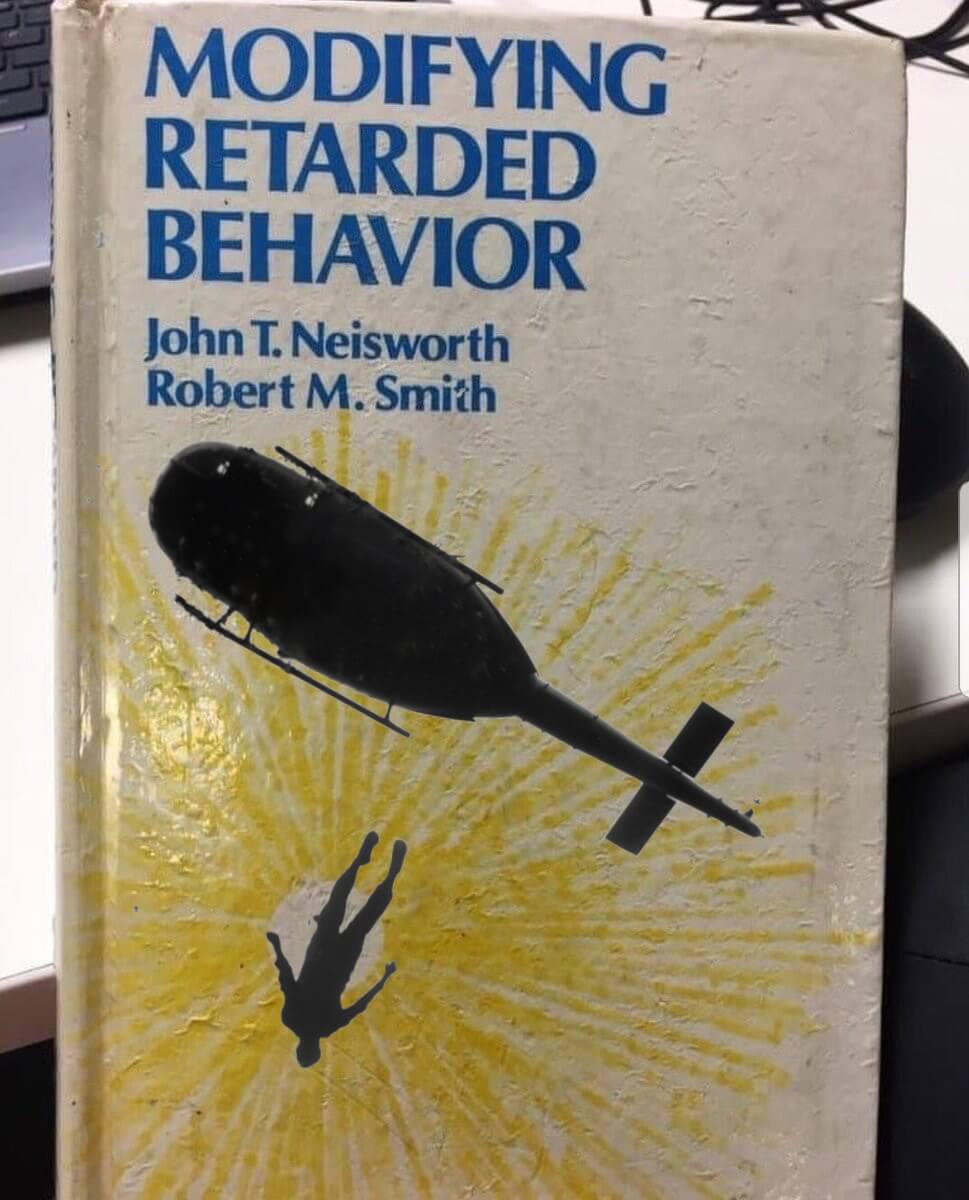 MODIFYING
RETARDED
BEHAVIOR
John T. Neisworth
Robert M. Smith